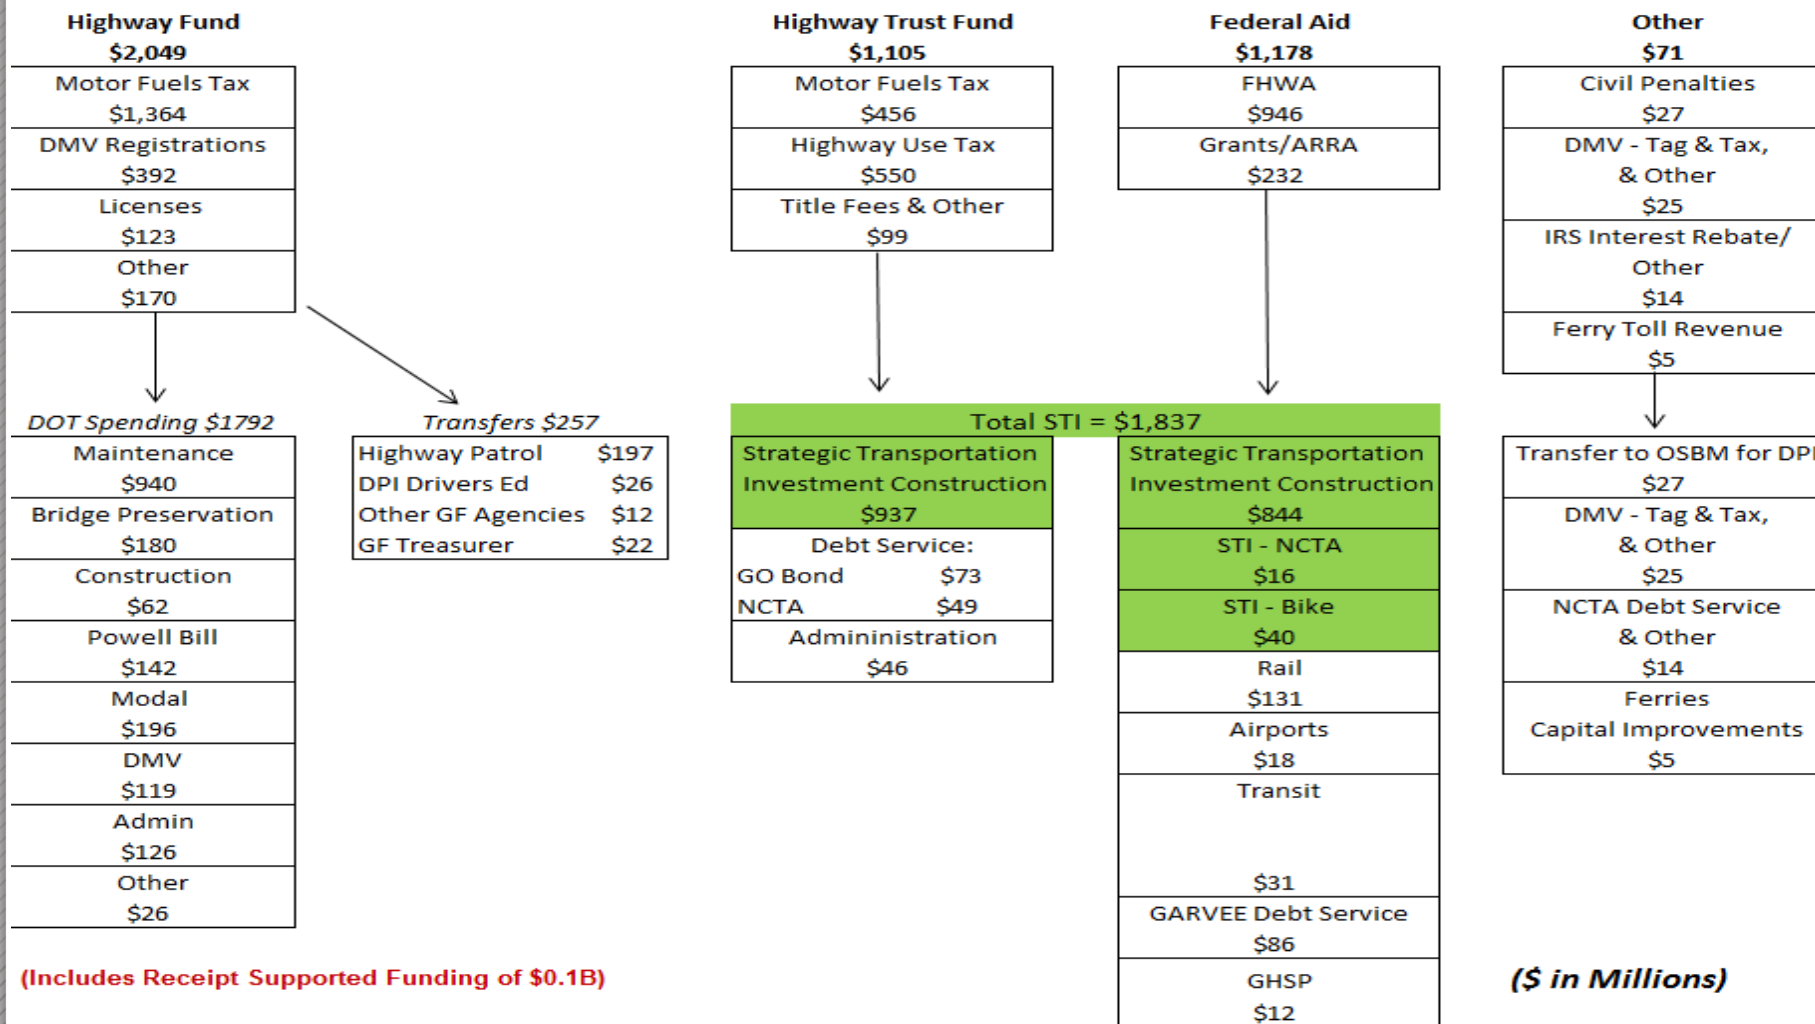 Highway Fund
$2,049
Motor Fuels Tax
$1,364
DMV Registrations
$392
Licenses
$123
Other
$170
DOT Spending $1792
Maintenance
$940
Bridge Preservation
$180
Construction
$62
Powell Bill
$142
Modal
$196
DMV
$119
Admin
$126
Other
$26
Transfers $257
Highway Patrol $197
DPI Drivers Ed $26
Other GF Agencies $12
GF Treasurer $22
Highway Trust Fund
$1,105
Motor Fuels Tax
$456
Highway Use Tax
$550
Title Fees & Other
$99
Federal Aid
$1,178
FHWA
$946
Grants/ARRA
$232
Total STI = $1,837
Strategic Transportation
Investment Construction
$937
Debt Service:
GO Bond $73
NCTA $49
Admininistration
$46
Strategic Transportation
Investment Construction
$844
STI - NCTA
$16
STI - Bike
$40
Rail
$131
Airports
$18
Transit
$31
GARVEE Debt Service
$86
GHSP
$12
Other
$71
Civil Penalties
$27
DMV - Tag & Tax,
& Other
$25
IRS Interest Rebate/
Other
$14
Ferry Toll Revenue
$5
Transfer to OSBM for DPI
$27
DMV - Tag & Tax,
& Other
$25
NCTA Debt Service
& Other
$14
Ferries
Capital Improvements
$5
(Includes Receipt Supported Funding of $0.1B)
($ in Millions)